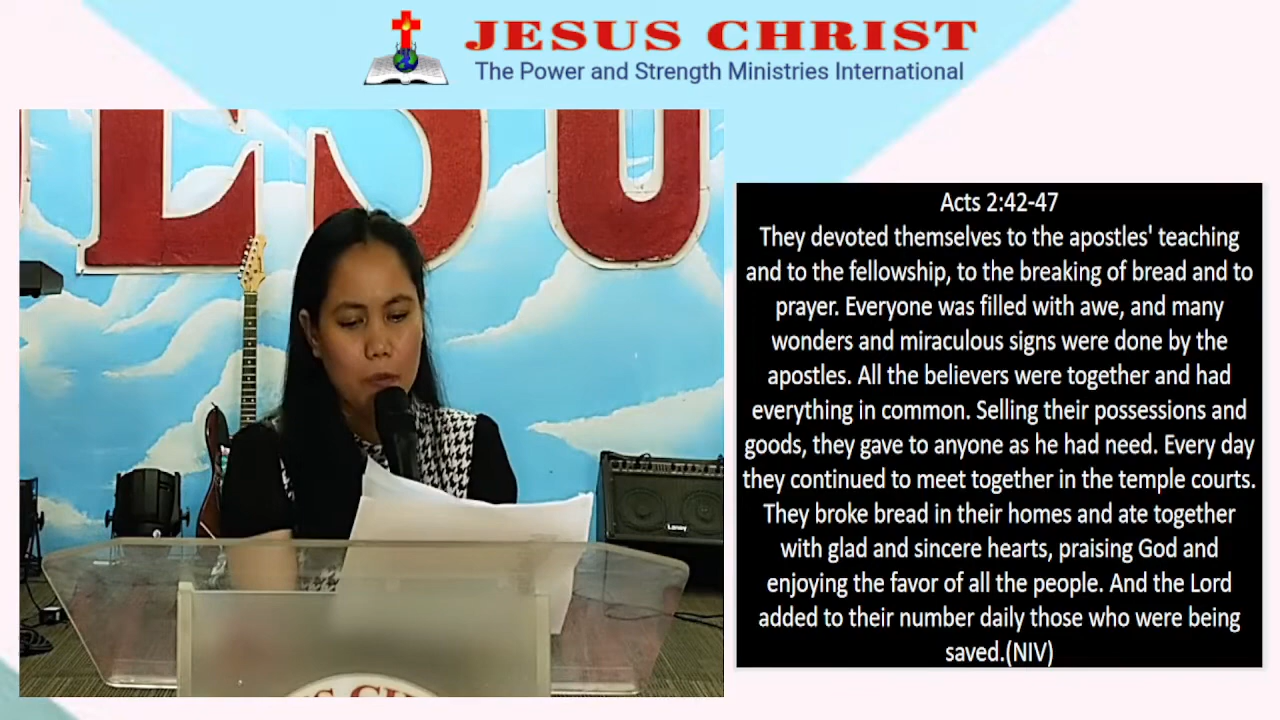 JESUS CHRIST
The Power and Strength Ministries International
ESU
Acts 2:42-47
They devoted themselves to the apostles' teaching
and to the fellowship, to the breaking of bread and to
prayer. Everyone was filled with awe, and many
wonders and miraculous signs were done by the
apostles. All the believers were together and had
everything in common. Selling their possessions and
goods, they gave to anyone as he had need. Every day
they continued to meet together in the temple courts.
They broke bread in their homes and ate together
with glad and sincere hearts, praising God and
enjoying the favor of all the people. And the Lord
added to their number daily those who were being
saved.(NIV)
Laney
SUS CHR